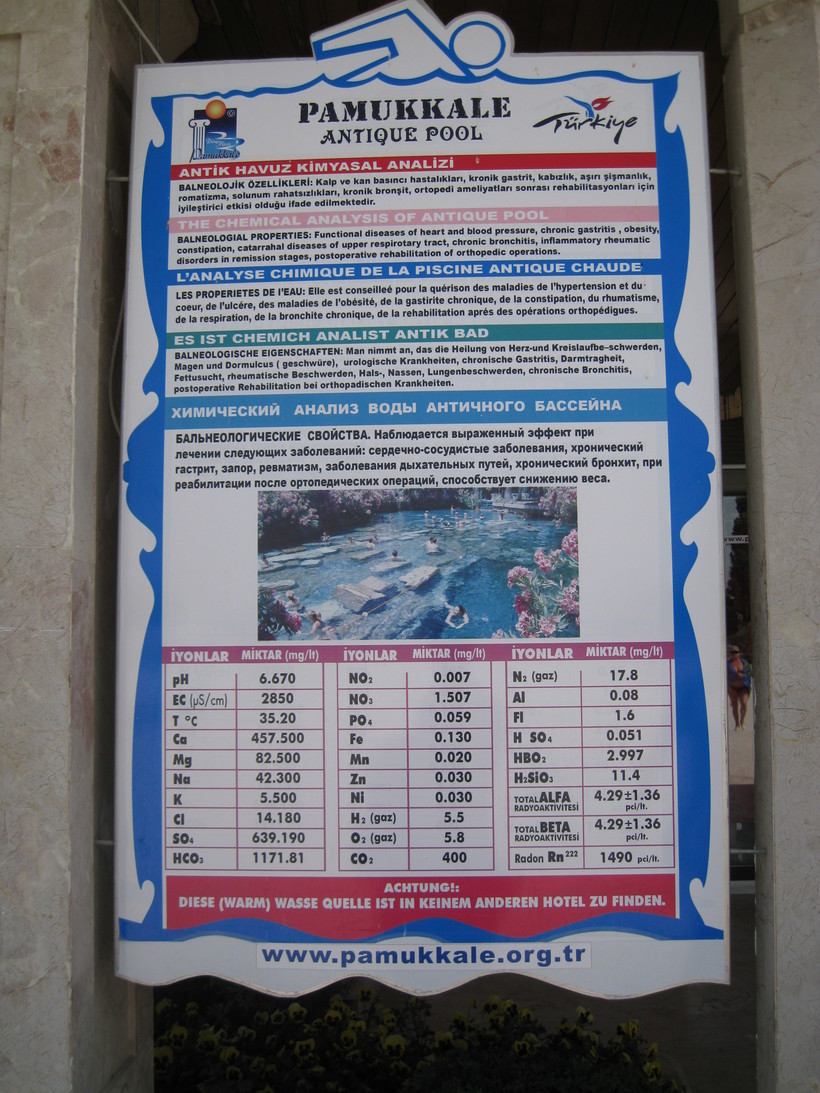 PAMUKKALE
ANTIQUE POOL
Pamukkale
Türkiye
ANTİK HAVUZ KİMYASAL ANALİZİ
BALNEOLOJİK ÖZELLİKLERİ: Kalp ve kan basıncı hastalıkları, kronik gastrit, kabızlık, aşırı şişmanlık,
romatizma, solunum rahatsızlıkları, kronik bronşit, ortopedi ameliyatları sonrası rehabilitasyonları için
iyileştirici etkisi olduğu ifade edilmektedir.
THE CHEMICAL ANALYSIS OF ANTIQUE POOL
BALNEOLOGIAL PROPERTIES: Functional diseases of heart and blood pressure, chronic gastritis , obesity,
constipation, catarrahal diseases of upper respirotary tract, chronic bronchitis, inflammatory rheumatic
disorders in remission stages, postoperative rehabilitation of orthopedic operations.
L'ANALYSE CHIMIQUE DE LA PISCINE ANTIQUE CHAUDE
LES PROPERIETES DE l'EAU: Elle est conseilleé pour la quérison des maladies de l'hypertension et du
coeur, de l'ulcére, des maladies de l'obésité, de la gastirite chronique, de la constipation, du rhumatisme,
de la respiration, de la bronchite chronique, de la rehabilitation aprés des opérations orthopédigues.
ES IST CHEMICH ANALIST ANTIK BAD
BALNEOLOGISCHE EIGENSCHAFTEN: Man nimmt an, das die Heilung von Herz-und Kreislaufbe–schwerden,
Magen und Dormulcus ( geschwüre), urologische Krankheiten, chronische Gastritis, Darmtragheit,
Fettusucht, rheumatische Beschwerden, Hals-, Nassen, Lungenbeschwerden, chronische Bronchitis,
postoperative Rehabilitation bei orthopadischen Krankheiten.
ХИМИЧЕСКИЙ АНАЛИЗ ВОДЫ АНТИЧНОГО БАССЕЙНА
БАЛЬНЕОЛОГИЧЕСКИЕ СВОЙСТВА. Наблюдается выраженный эффект при
лечении следующих заболеваний: сердечно-сосудистые заболевания, хронический
гастрит, запор, ревматизм, заболевания дыхательных путей, хронический бронхит, при
реабилитации после ортопедических операций, способствует снижению веса.
İYONLAR MİKTAR (mg/lt)
pH 6.670
EC (µS/cm) 2850
T °C 35.20
Ca 457.500
Mg 82.500
Na 42.300
K 5.500
Cl 14.180
SO₄ 639.190
HCO₃ 1171.81
İYONLAR MİKTAR (mg/lt)
NO₂ 0.007
NO₃ 1.507
PO₄ 0.059
Fe 0.130
Mn 0.020
Zn 0.030
Ni 0.030
H₂ (gaz) 5.5
O₂ (gaz) 5.8
CO₂ 400
İYONLAR MİKTAR (mg/lt)
N₂ (gaz) 17.8
Al 0.08
Fl 1.6
H SO₄ 0.051
HBO₂ 2.997
H₂SiO₃ 11.4
TOTAL ALFA RADYOAKTİVİTESİ 4.29±1.36 pci/lt.
TOTAL BETA RADYOAKTİVİTESİ 4.29±1.36 pci/lt.
Radon Rn²²² 1490 pci/lt.
ACHTUNG!:
DIESE (WARM) WASSE QUELLE IST IN KEINEM ANDEREN HOTEL ZU FINDEN.
www.pamukkale.org.tr